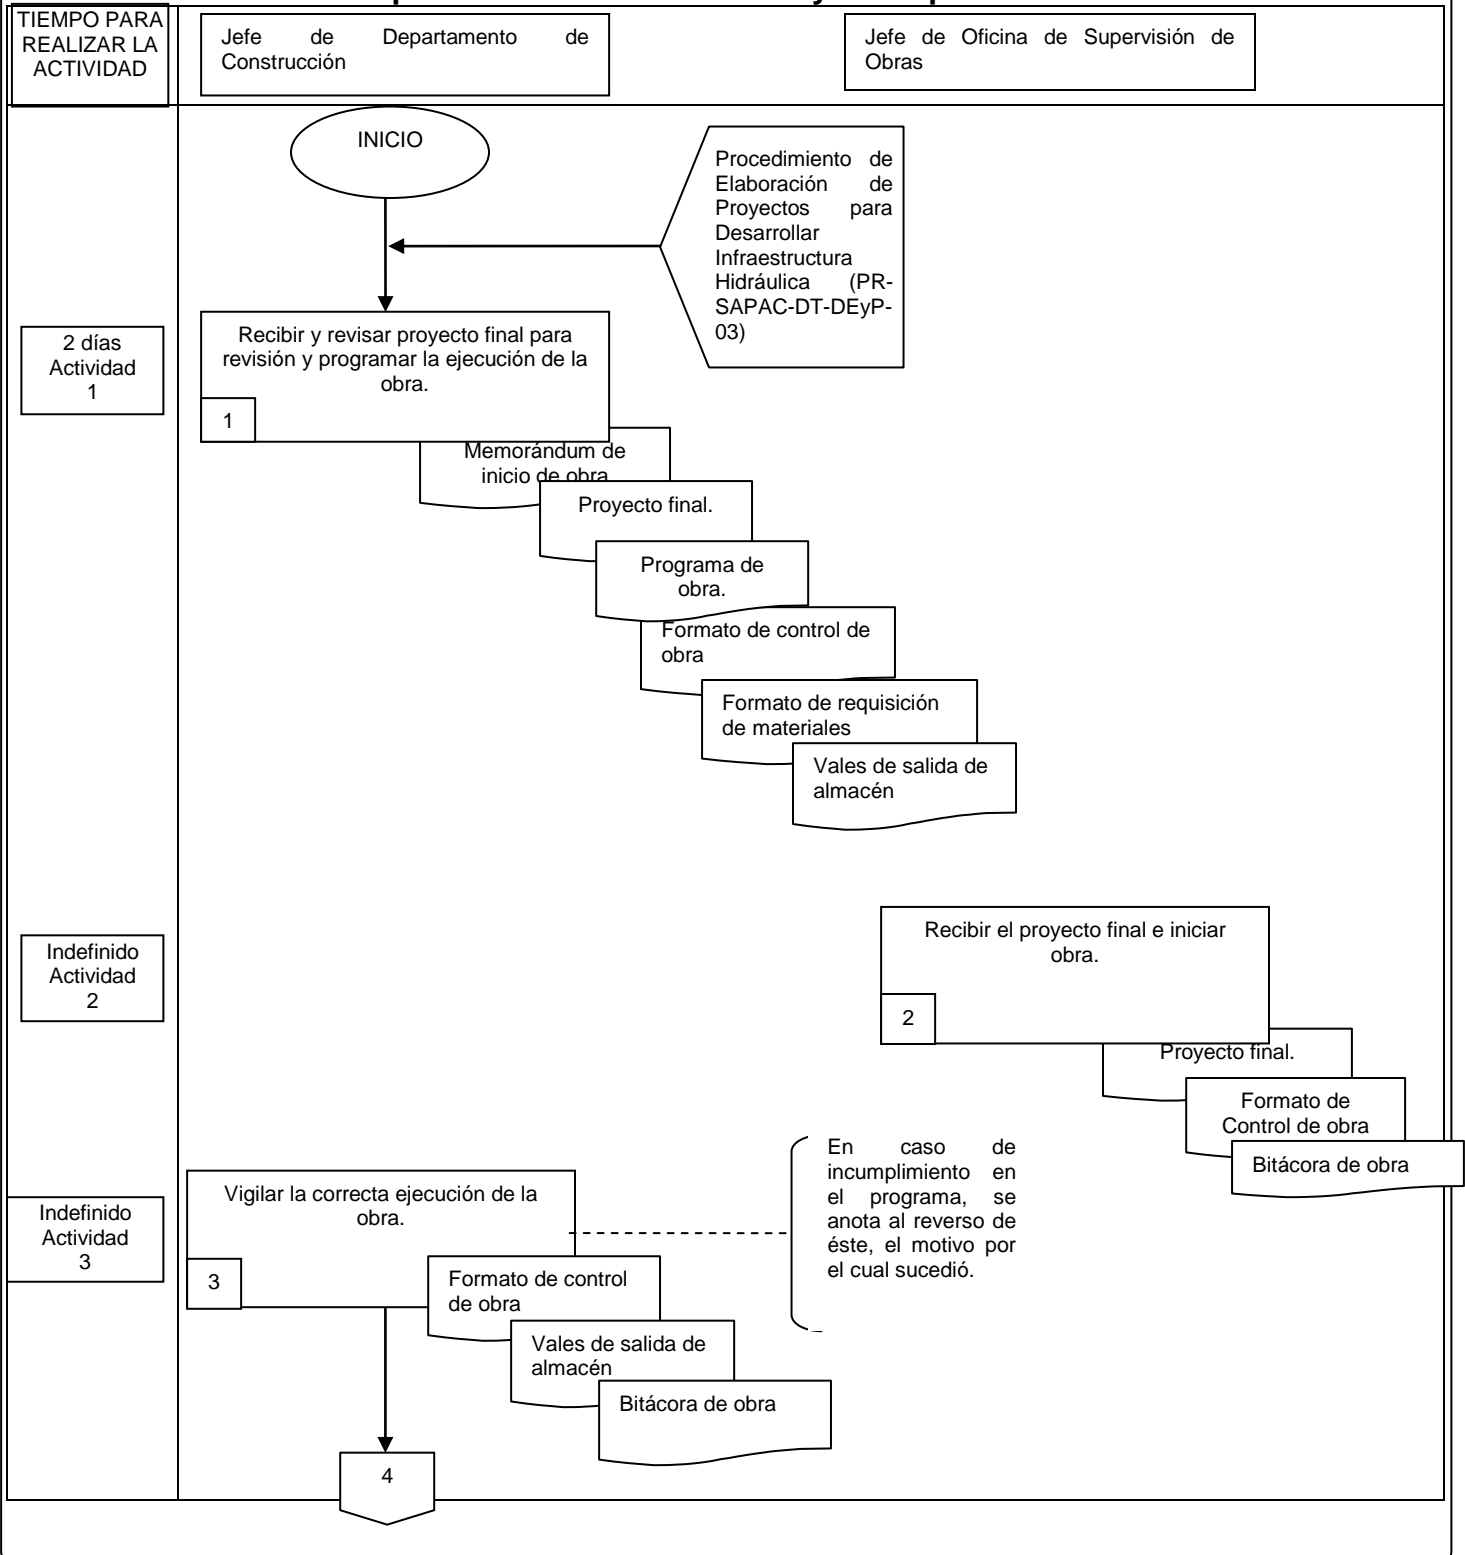 TIEMPO PARA
REALIZAR LA
ACTIVIDAD
Jefe de Departamento de
Construcción
Jefe de Oficina de Supervisión de
Obras
INICIO
Procedimiento de
Elaboración de
Proyectos para
Desarrollar
Infraestructura
Hidráulica (PR-
SAPAC-DT-DEyP-
03)
2 días
Actividad
1
Recibir y revisar proyecto final para
revisión y programar la ejecución de la
obra.
1
Memorándum de
inicio de obra
Proyecto final.
Programa de
obra.
Formato de control de
obra
Formato de requisición
de materiales
Vales de salida de
almacén
Indefinido
Actividad
2
Recibir el proyecto final e iniciar
obra.
2
Proyecto final.
Formato de
Control de obra
Bitácora de obra
Indefinido
Actividad
3
Vigilar la correcta ejecución de la
obra.
3
En caso de
incumplimiento en
el programa, se
anota al reverso de
éste, el motivo por
el cual sucedió.
Formato de control
de obra
Vales de salida de
almacén
Bitácora de obra
4